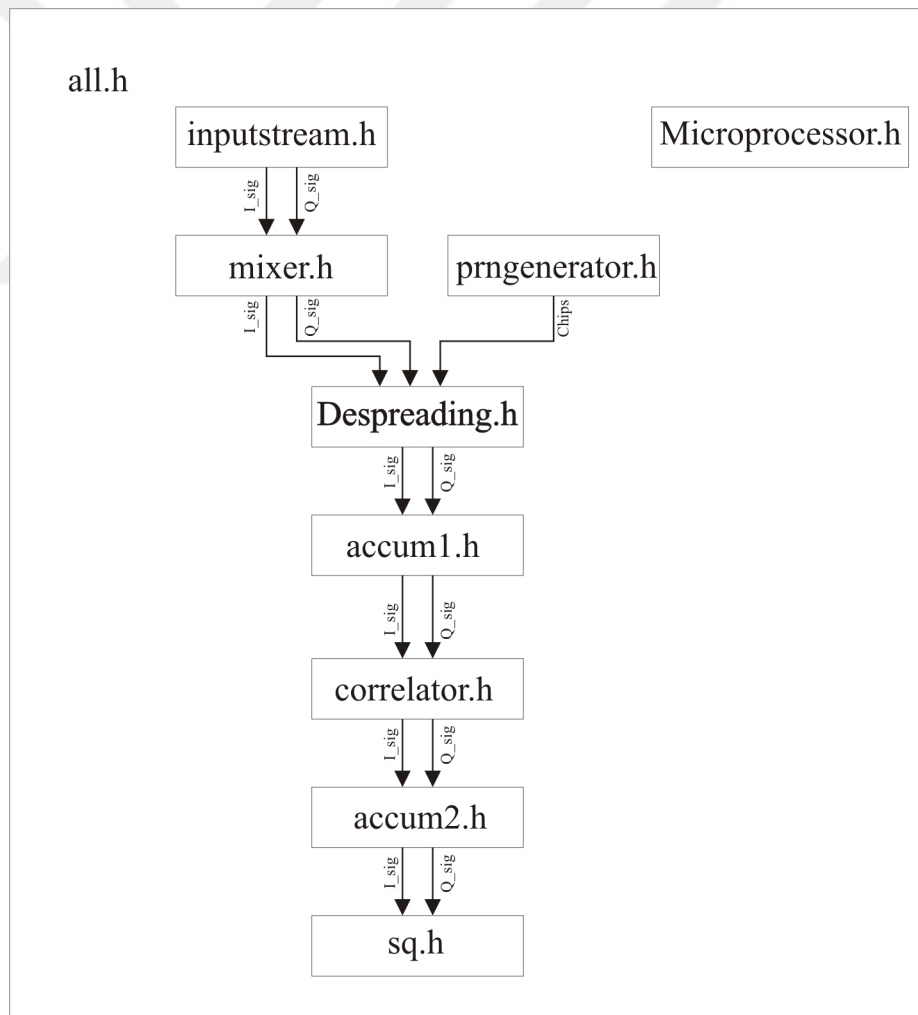 all.h
inputstream.h
Microprocessor.h
I_sig
Q_sig
mixer.h
prngenerator.h
I_sig
Q_sig
Chips
Despreading.h
I_sig
Q_sig
accum1.h
I_sig
Q_sig
correlator.h
I_sig
Q_sig
accum2.h
I_sig
Q_sig
sq.h